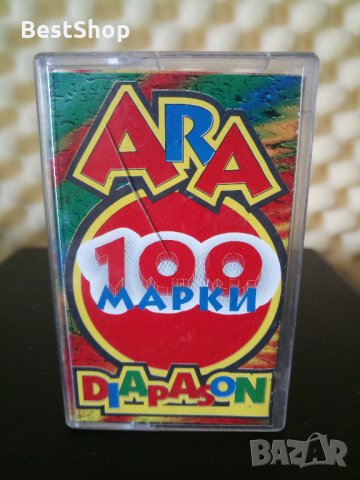 BestShop
ARA
100
МАРКИ
DIAPASON
BAZAR